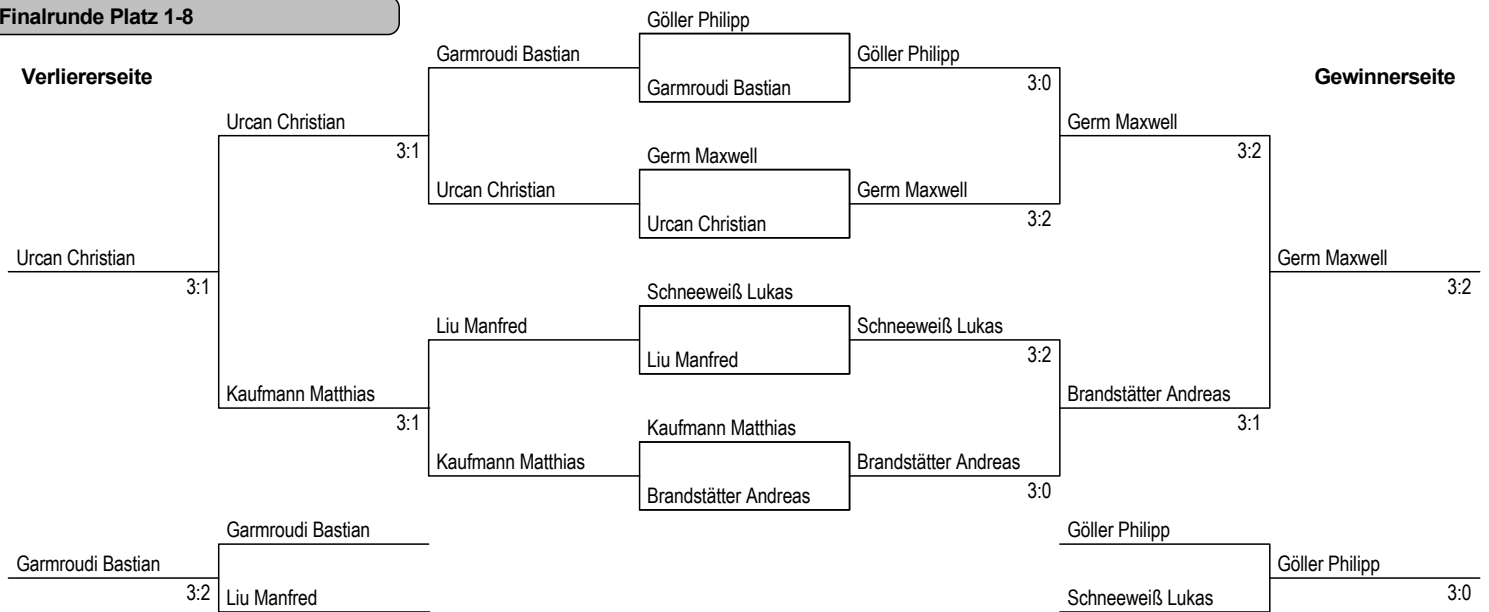 Finalrunde Platz 1-8
Göller Philipp
Garmroudi Bastian
Göller Philipp
Verliererseite
Gewinnerseite
Garmroudi Bastian
3:0
Urcan Christian
Germ Maxwell
3:1
Germ Maxwell
3:2
Urcan Christian
Germ Maxwell
Urcan Christian
3:2
Urcan Christian
Germ Maxwell
3:1
Schneeweiß Lukas
3:2
Liu Manfred
Schneeweiß Lukas
Liu Manfred
3:2
Kaufmann Matthias
Brandstätter Andreas
3:1
Kaufmann Matthias
3:1
Kaufmann Matthias
Brandstätter Andreas
Brandstätter Andreas
3:0
Garmroudi Bastian
Göller Philipp
Garmroudi Bastian
Göller Philipp
3:2
Liu Manfred
Schneeweiß Lukas
3:0